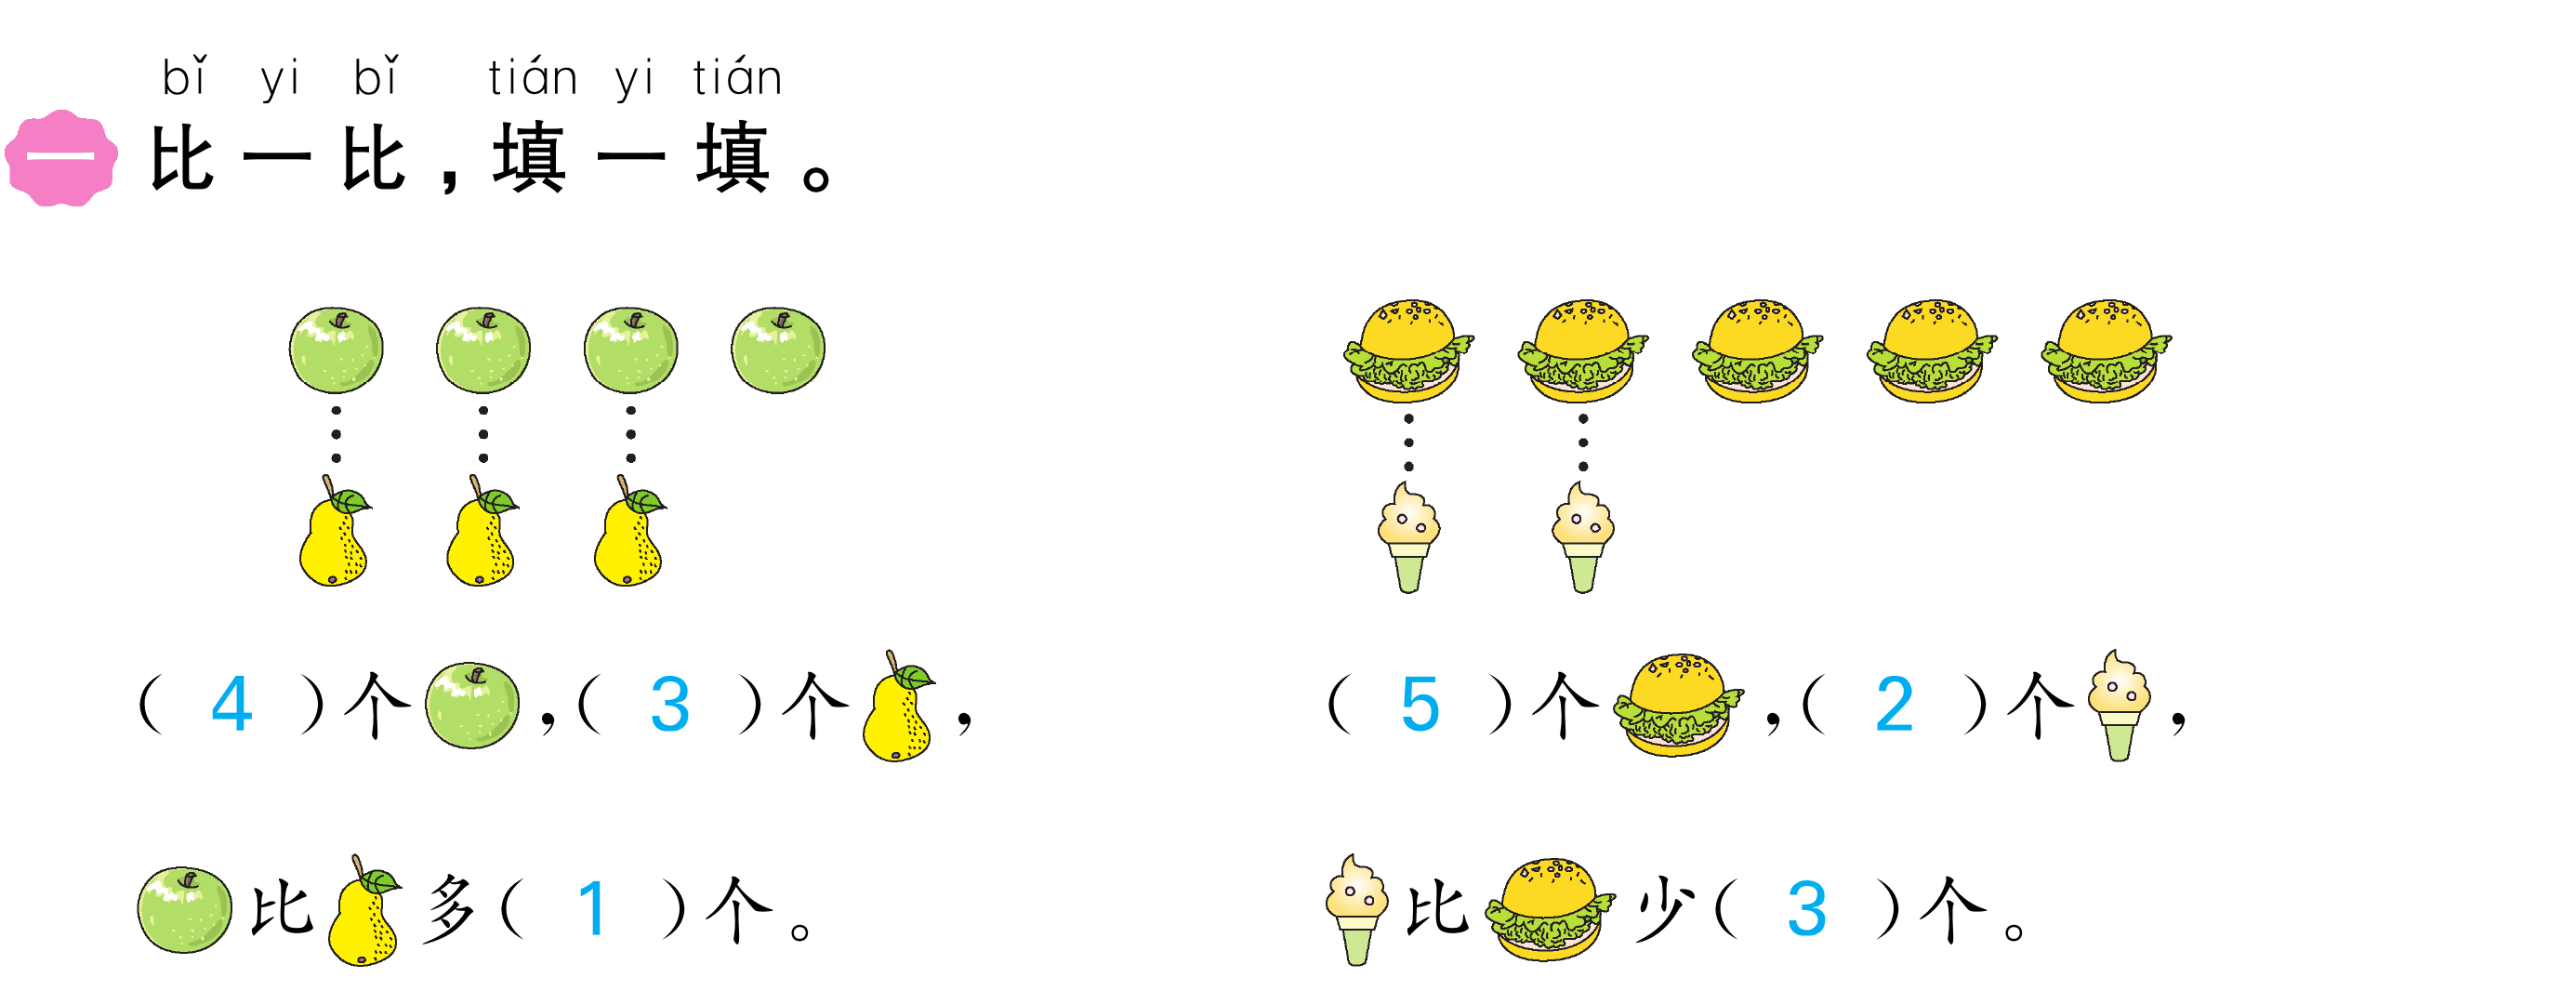 bǐ yi bǐ tián yi tián
一 比一比,填一填。
(4)个,(3)个,
比多(1)个。
(5)个,(2)个,
比少(3)个。